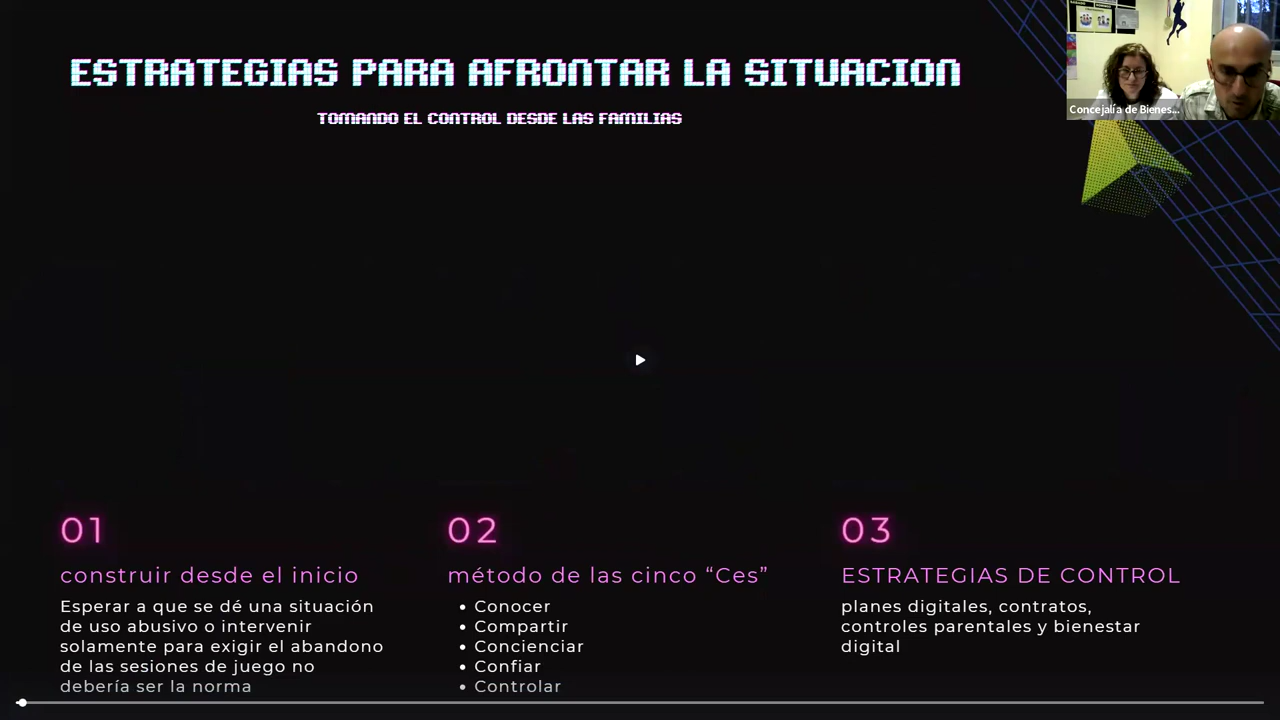 ESTRATEGIAS PARA AFRONTAR LA SITUACION
TOMANDO EL CONTROL DESDE LAS FAMILIAS
Concejalía de Bienes...
01
construir desde el inicio
Esperar a que se dé una situación
de uso abusivo o intervenir
solamente para exigir el abandono
de las sesiones de juego no
debería ser la norma
02
método de las cinco “Ces”
• Conocer
• Compartir
• Concienciar
• Confiar
• Controlar
03
ESTRATEGIAS DE CONTROL
planes digitales, contratos,
controles parentales y bienestar
digital